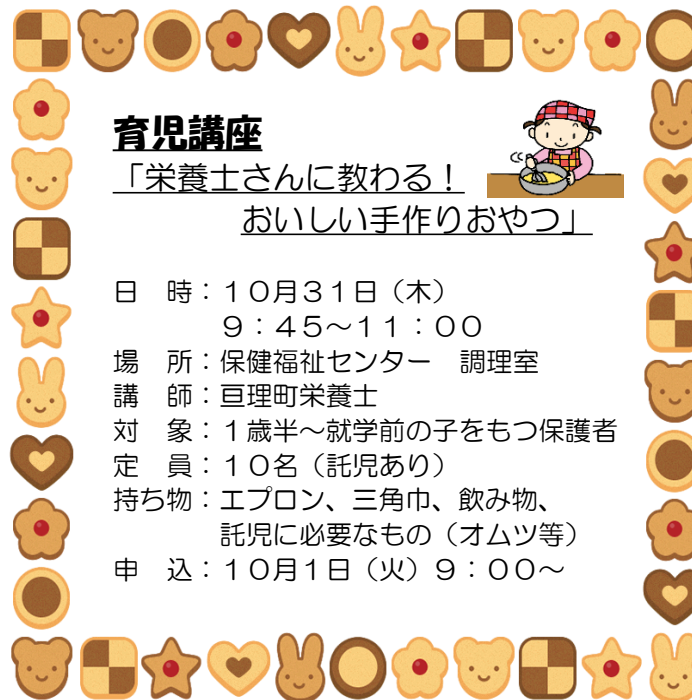 育児講座
「栄養士さんに教わる！
おいしい手作りおやつ」
日　時：１０月３１日（木）
９：４５～１１：００
場　所：保健福祉センター　調理室
講　師：亘理町栄養士
対　象：１歳半～就学前の子をもつ保護者
定　員：１０名（託児あり）
持ち物：エプロン、三角巾、飲み物、
託児に必要なもの（オムツ等）
申　込：１０月１日（火）９：００～